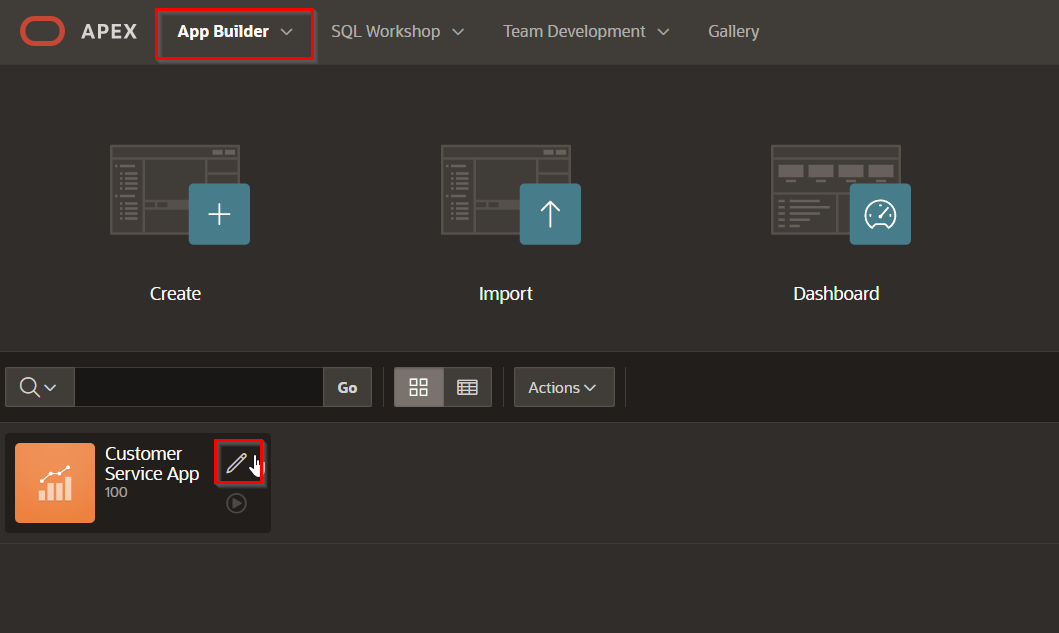 APEX App Builder SQL Workshop Team Development Gallery
Create Import Dashboard
Go Actions
Customer
Service App
100